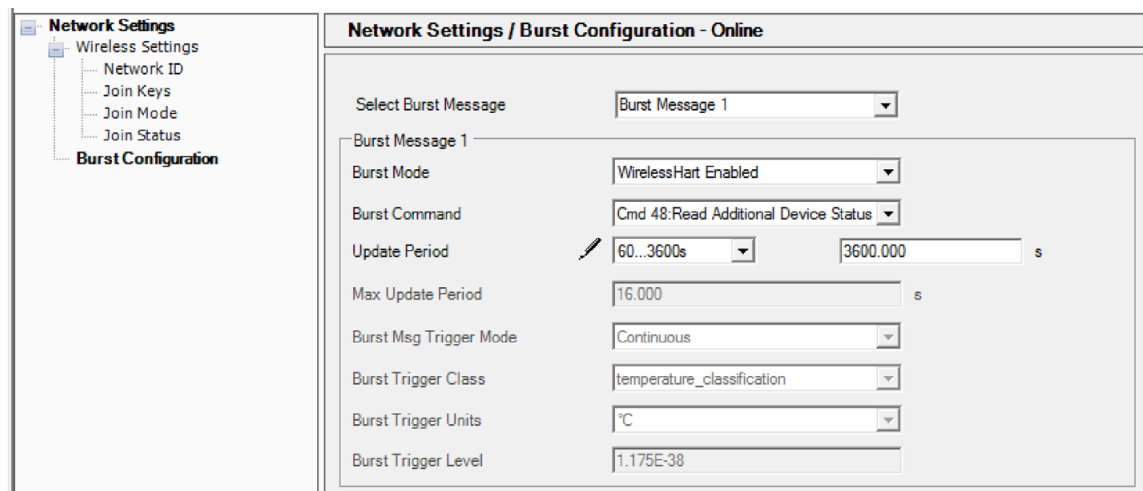 Network Settings
Wireless Settings
Network ID
Join Keys
Join Mode
Join Status
Burst Configuration
Network Settings / Burst Configuration - Online
Select Burst Message Burst Message 1
Burst Message 1
Burst Mode WirelessHart Enabled
Burst Command Cmd 48:Read Additional Device Status
Update Period 60...3600s 3600.000 s
Max Update Period 16.000 s
Burst Msg Trigger Mode Continuous
Burst Trigger Class temperature_classification
Burst Trigger Units °C
Burst Trigger Level 1.175E-38